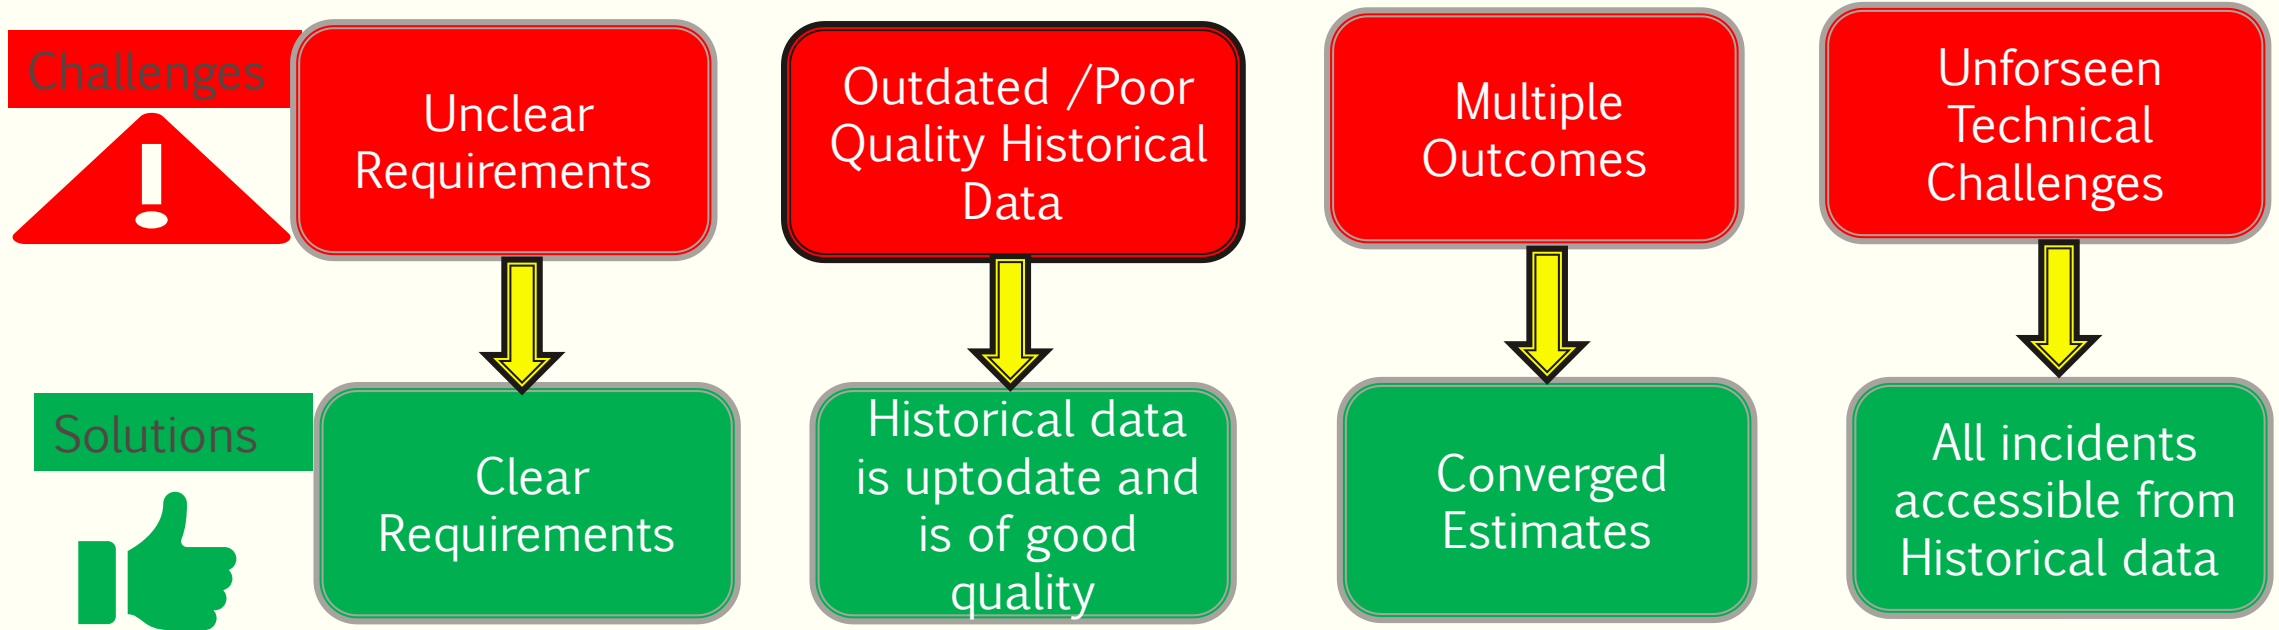 Challenges
Unclear
Requirements
Outdated /Poor
Quality Historical
Data
Multiple
Outcomes
Unforseen
Technical
Challenges
Solutions
Clear
Requirements
Historical data
is uptodate and
is of good
quality
Converged
Estimates
All incidents
accessible from
Historical data